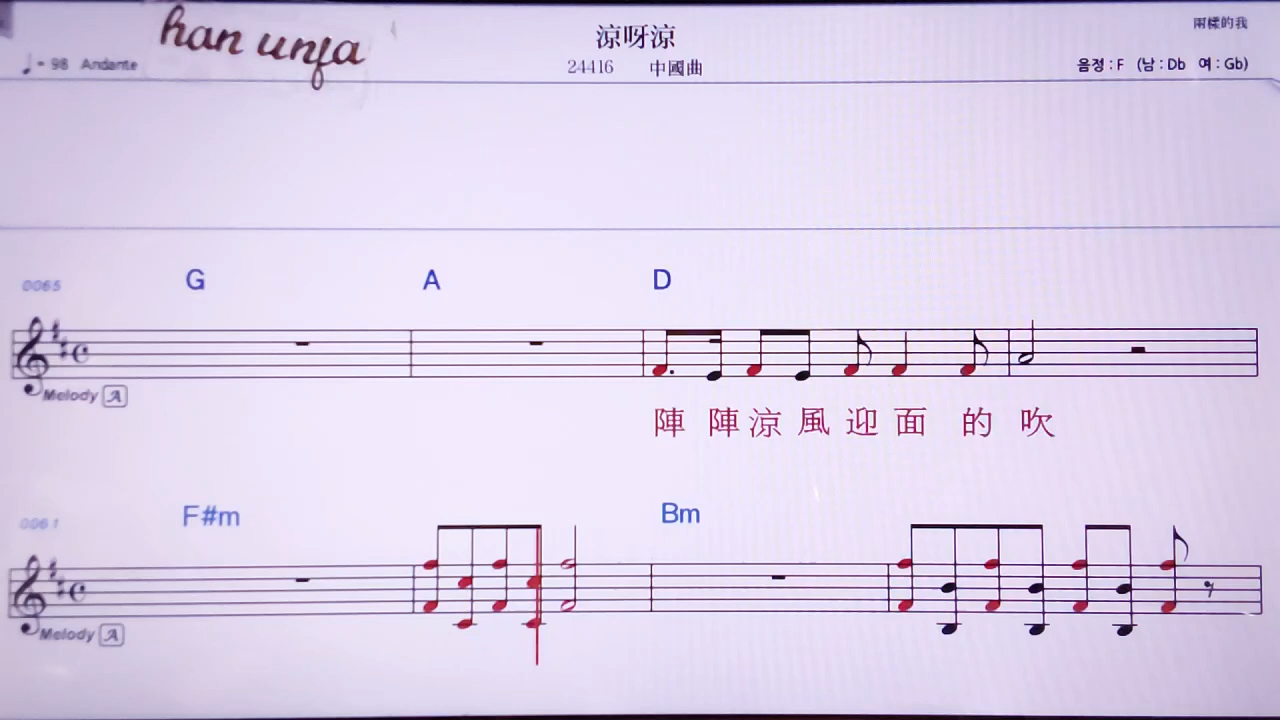 han unja
涼呀涼
兩樣的我
♩= 98 Andante
24416 中國曲
음정 : F (남 : Db 여 : Gb)
0065
G A D
Melody A
陣 陣 涼 風 迎 面 的 吹
0061
F#m Bm
Melody A